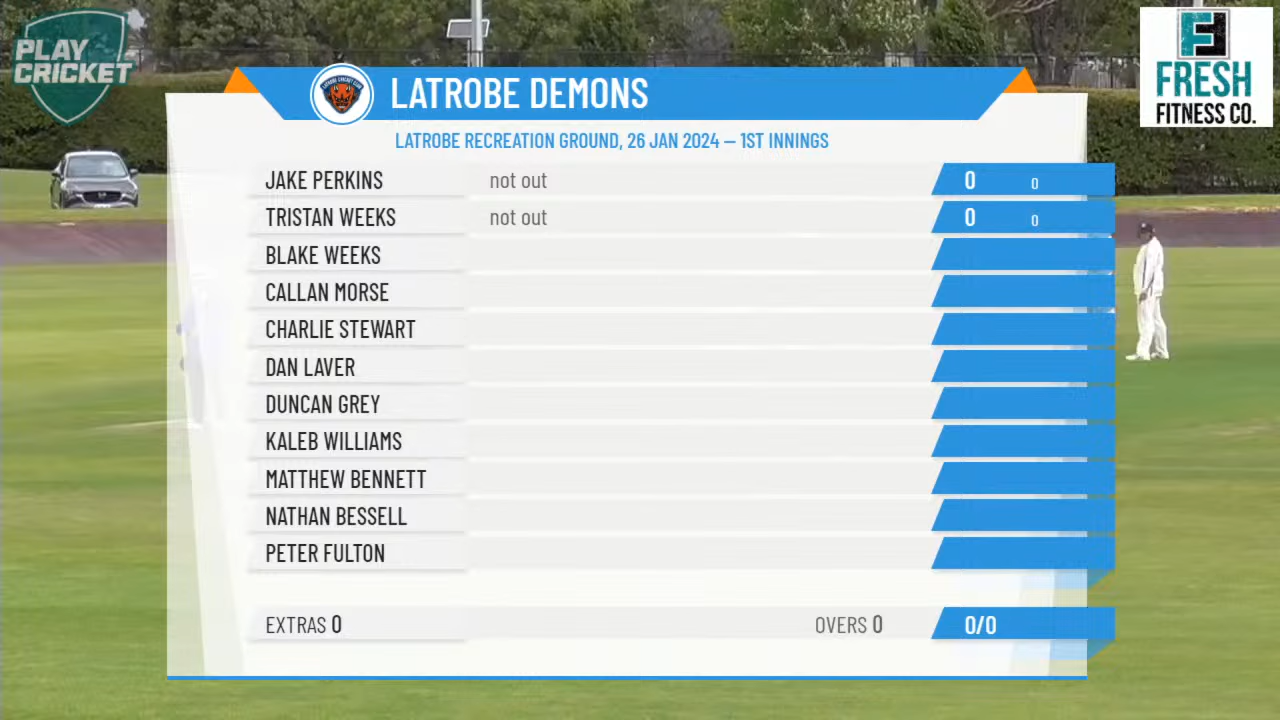 PLAY
CRICKET
FRESH
FITNESS CO.
LATROBE DEMONS
LATROBE RECREATION GROUND, 26 JAN 2024 – 1ST INNINGS
JAKE PERKINS not out 0 0
TRISTAN WEEKS not out 0 0
BLAKE WEEKS
CALLAN MORSE
CHARLIE STEWART
DAN LAVER
DUNCAN GREY
KALEB WILLIAMS
MATTHEW BENNETT
NATHAN BESSELL
PETER FULTON
EXTRAS 0 OVERS 0 0/0